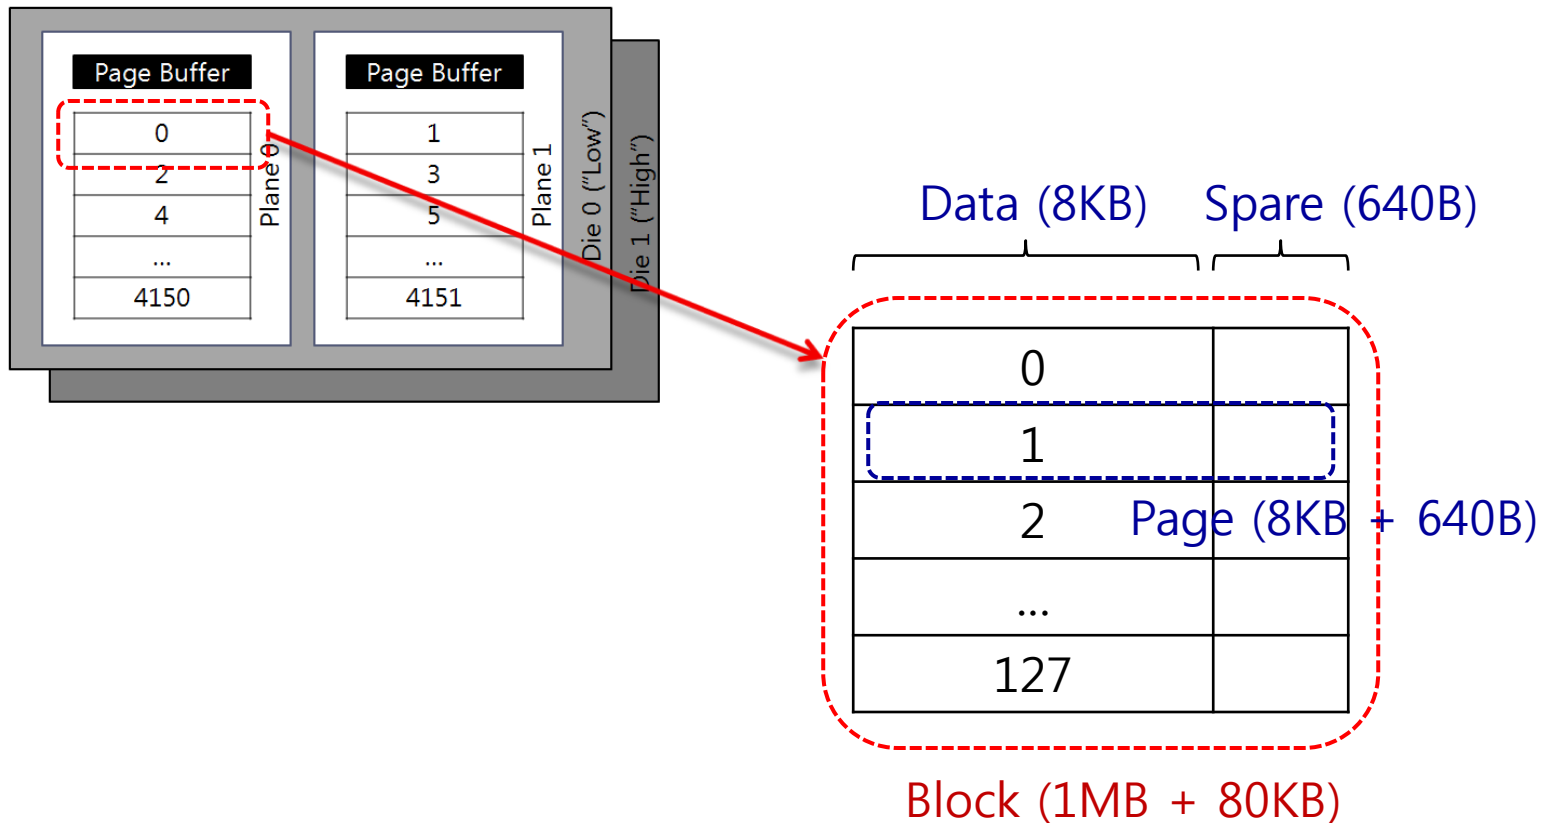 Page Buffer
0
2
4
...
4150
Plane 0
Page Buffer
1
3
5
...
4151
Plane 1
Die 0 ("Low")
Die 1 ("High")
Data (8KB)
Spare (640B)
0
1
2
Page (8KB + 640B)
...
127
Block (1MB + 80KB)